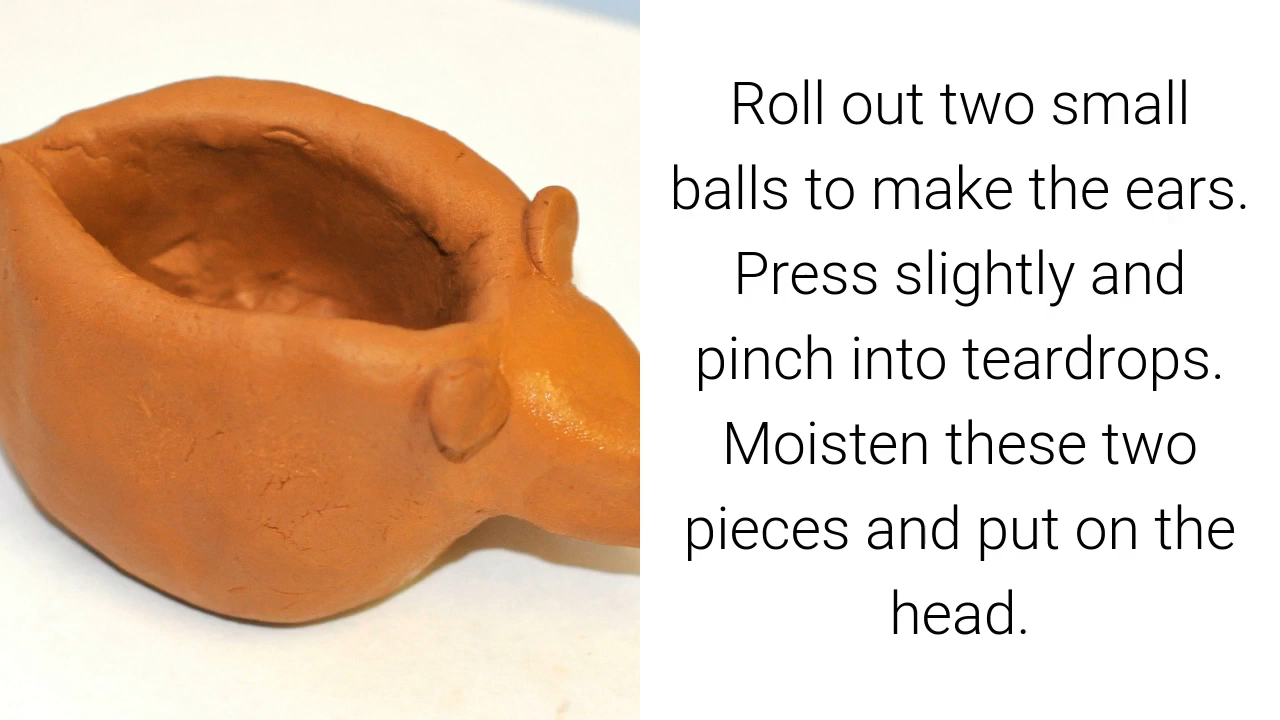 Roll out two small
balls to make the ears.
Press slightly and
pinch into teardrops.
Moisten these two
pieces and put on the
head.